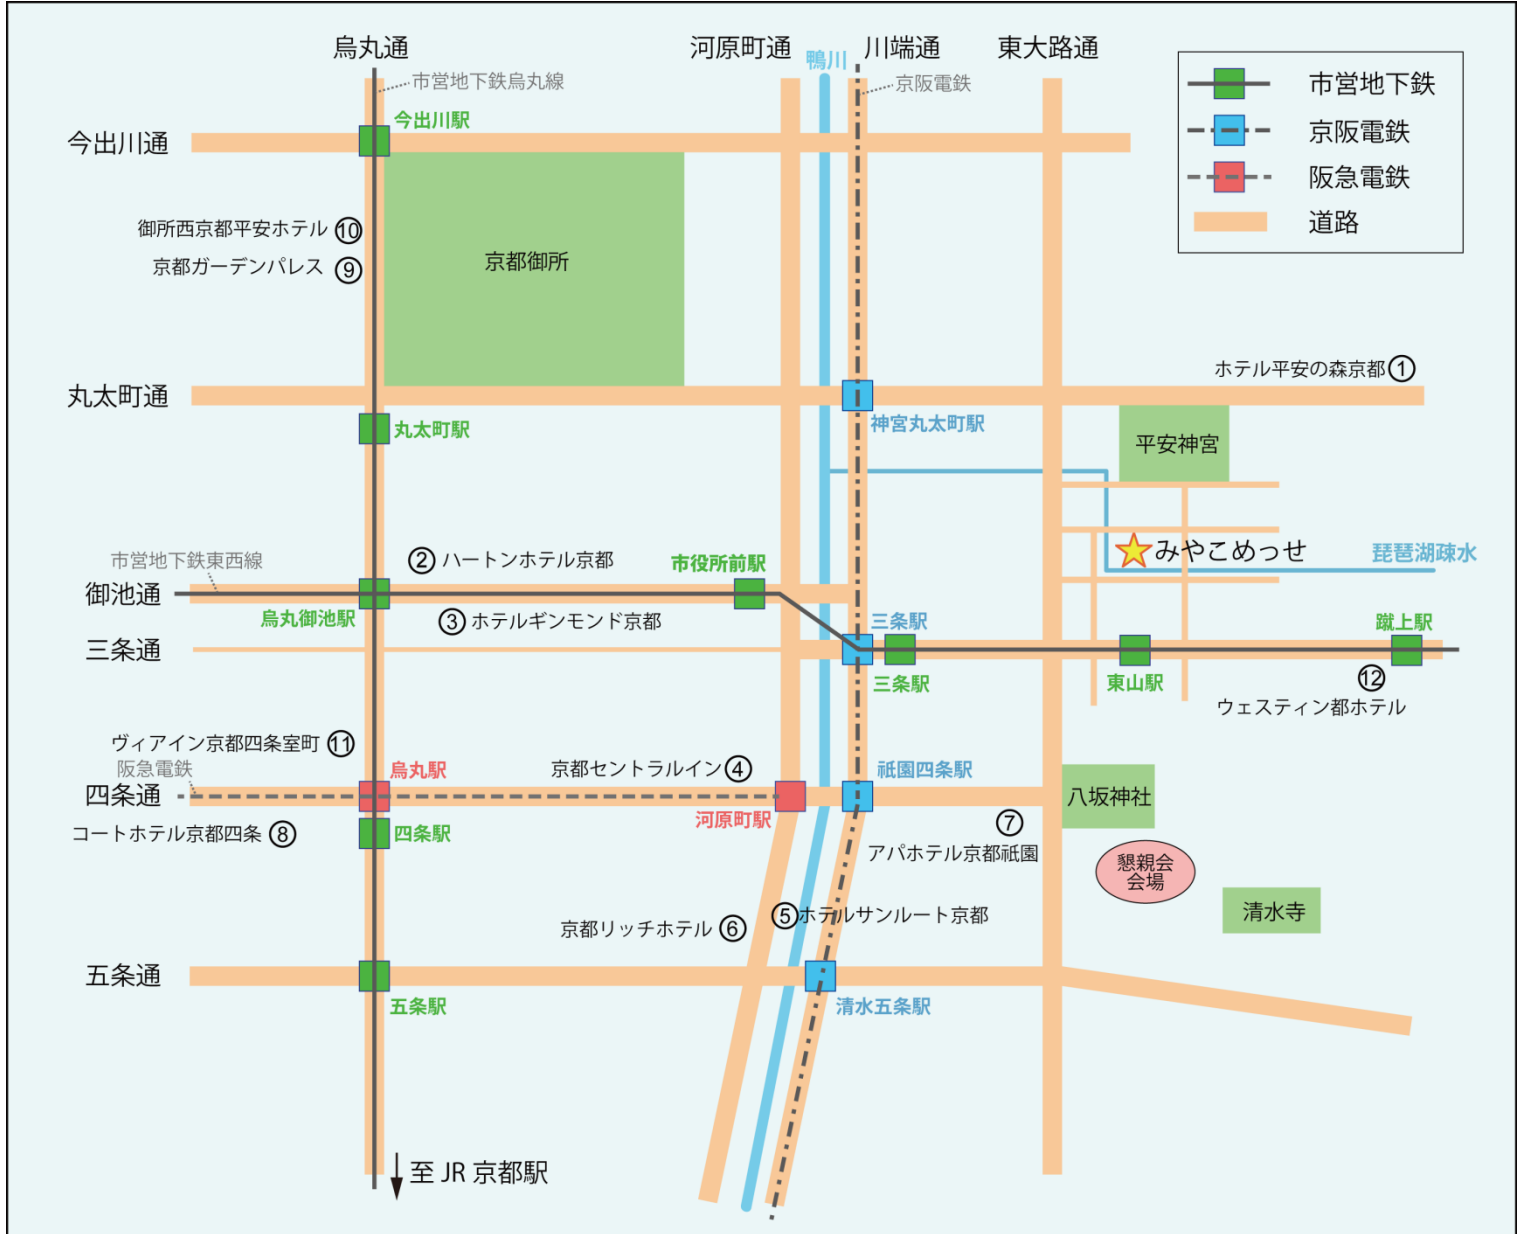 烏丸通
河原町通
鴨川
川端通
東大路通
市営地下鉄烏丸線
京阪電鉄
市営地下鉄
京阪電鉄
阪急電鉄
道路
今出川駅
今出川通
御所西京都平安ホテル ⑩
京都ガーデンパレス ⑨
京都御所
ホテル平安の森京都 ①
丸太町通
丸太町駅
神宮丸太町駅
平安神宮
市営地下鉄東西線
② ハートンホテル京都
市役所前駅
みやこめっせ
琵琶湖疏水
御池通
烏丸御池駅
③ ホテルギンモンド京都
三条駅
蹴上駅
三条通
三条駅
東山駅
⑫
ウェスティン都ホテル
ヴィアイン京都四条室町 ⑪
阪急電鉄
烏丸駅
京都セントラルイン ④
祇園四条駅
四条通
河原町駅
八坂神社
コートホテル京都四条 ⑧
四条駅
⑦
アパホテル京都祇園
懇親会
会場
清水寺
京都リッチホテル ⑥
⑤ ホテルサンルート京都
五条通
五条駅
清水五条駅
至 JR 京都駅